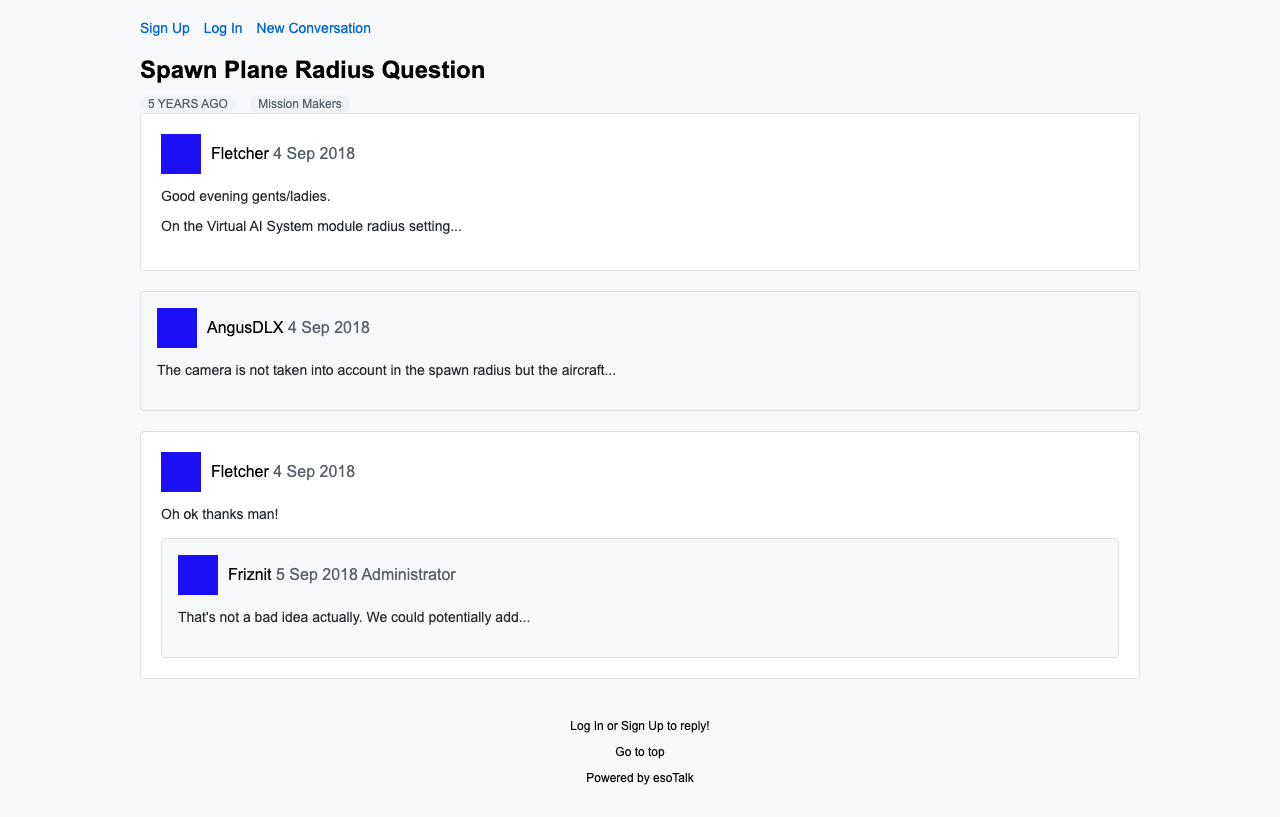 Sign Up Log In New Conversation
Spawn Plane Radius Question
5 YEARS AGO Mission Makers
Fletcher 4 Sep 2018
Good evening gents/ladies.
On the Virtual AI System module radius setting...
AngusDLX 4 Sep 2018
The camera is not taken into account in the spawn radius but the aircraft...
Fletcher 4 Sep 2018
Oh ok thanks man!
Friznit 5 Sep 2018 Administrator
That's not a bad idea actually. We could potentially add...
Log In or Sign Up to reply!
Go to top
Powered by esoTalk